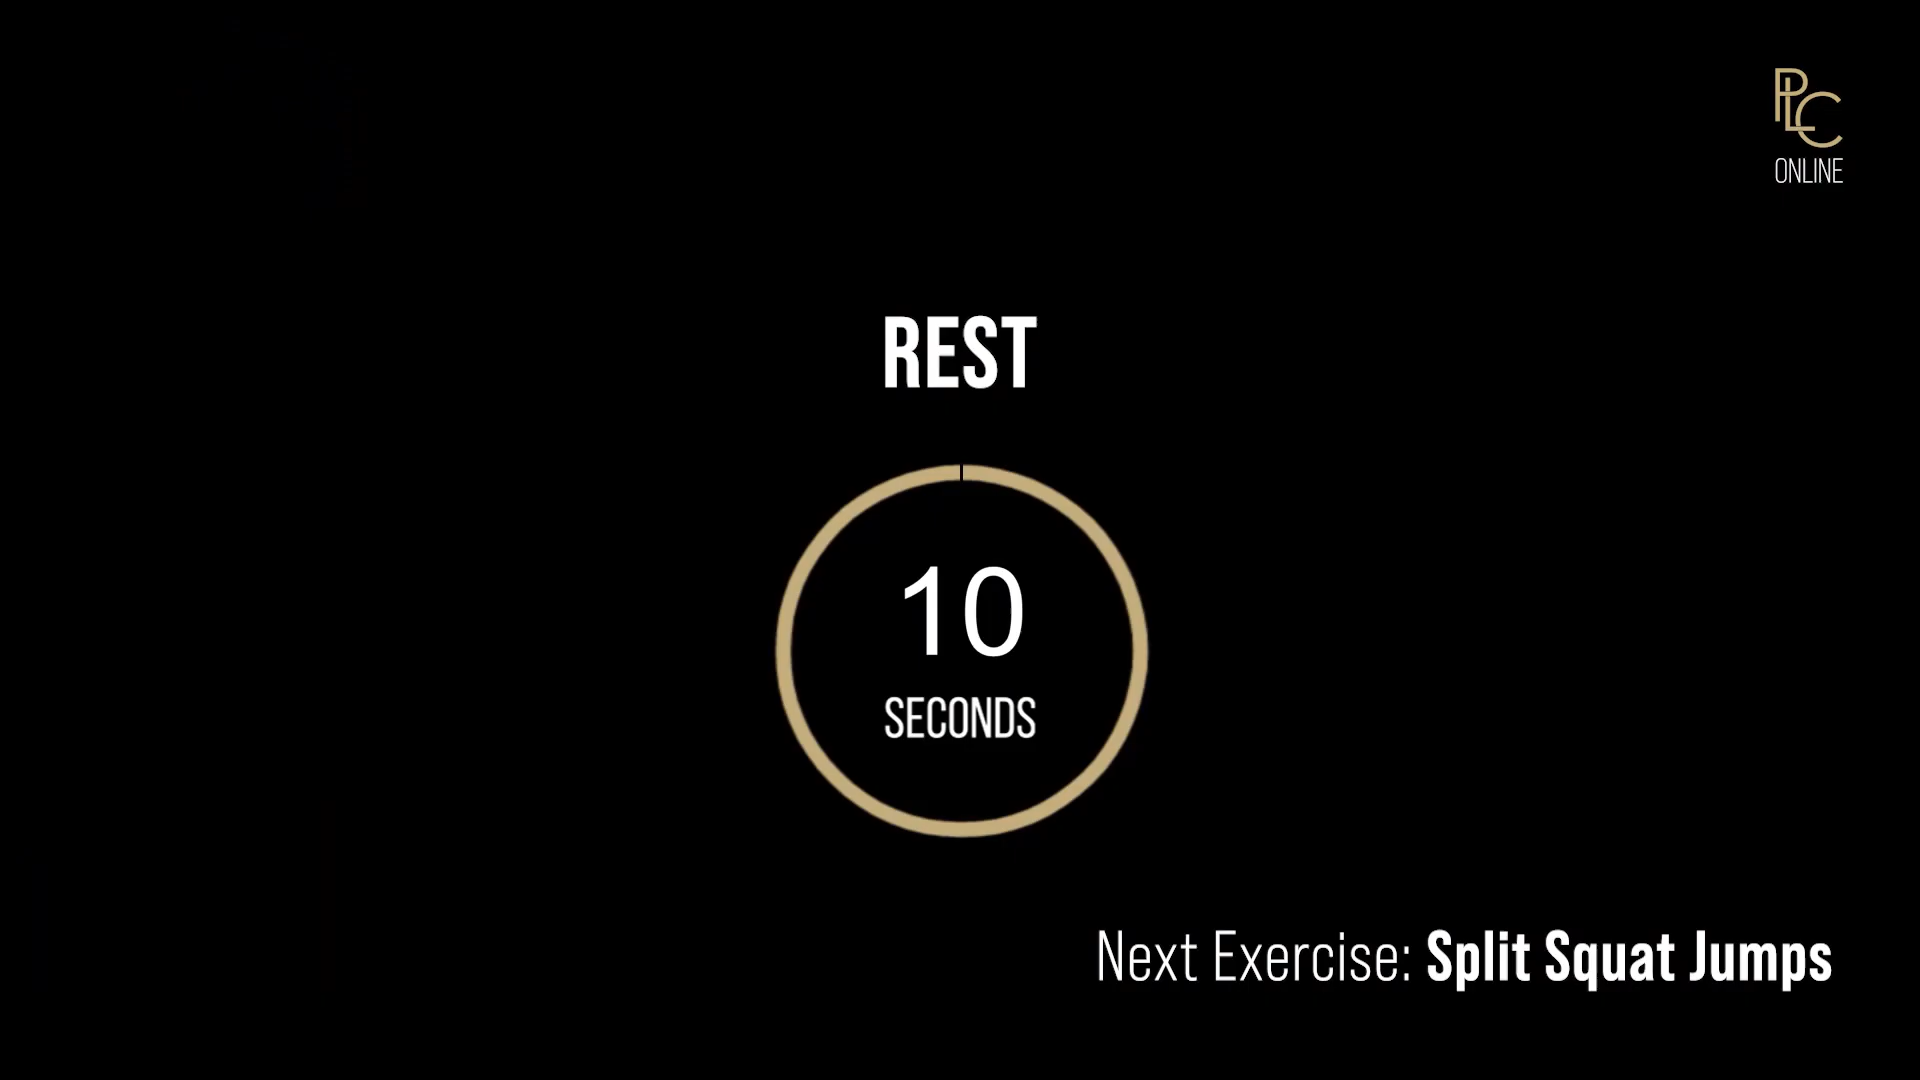 PLC
ONLINE
REST
10
SECONDS
Next Exercise: Split Squat Jumps